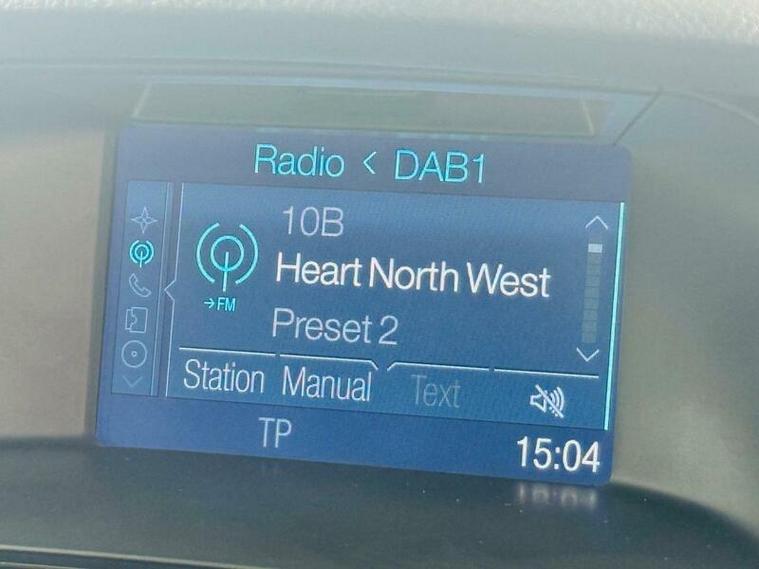 Radio < DAB1
10B
Heart North West
→FM
Preset 2
Station Manual Text
TP 15:04